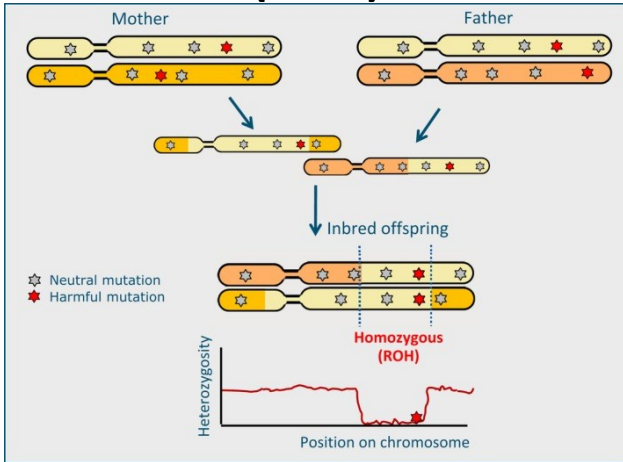 Mother
Father
Inbred offspring
Neutral mutation
Harmful mutation
Homozygous
(ROH)
Heterozygosity
Position on chromosome